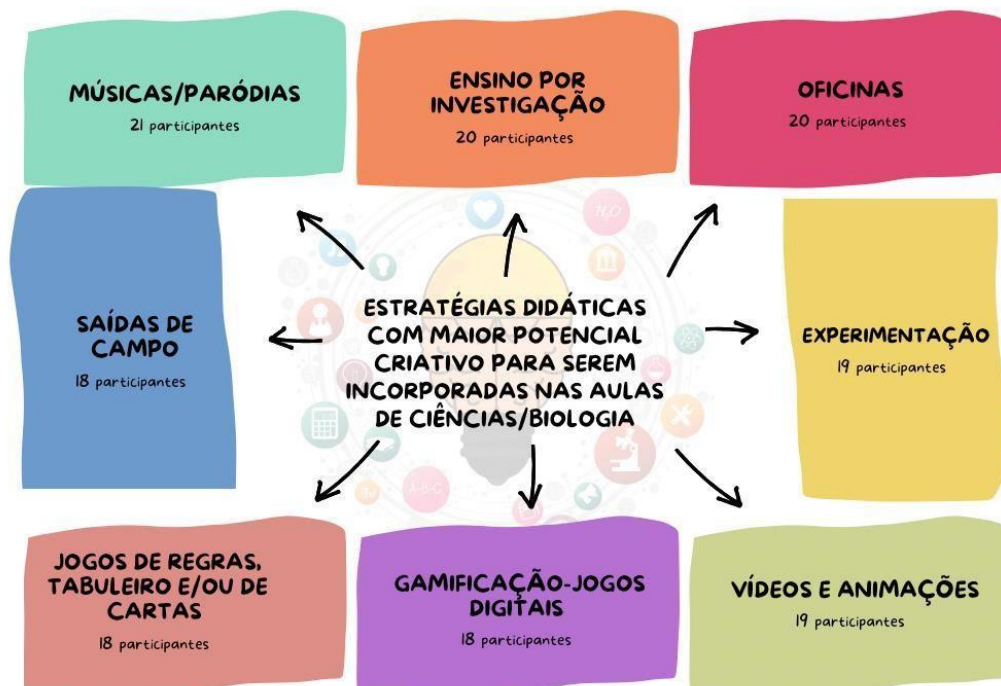 MÚSICAS/PARÓDIAS
21 participantes
ENSINO POR
INVESTIGAÇÃO
20 participantes
OFICINAS
20 participantes
SAÍDAS DE
CAMPO
18 participantes
ESTRATÉGIAS DIDÁTICAS
COM MAIOR POTENCIAL
CRIATIVO PARA SEREM
INCORPORADAS NAS AULAS
DE CIÊNCIAS/BIOLOGIA
EXPERIMENTAÇÃO
19 participantes
JOGOS DE REGRAS,
TABULEIRO E/OU DE
CARTAS
18 participantes
GAMIFICAÇÃO-JOGOS
DIGITAIS
18 participantes
VÍDEOS E ANIMAÇÕES
19 participantes
H₂O
A-B-C